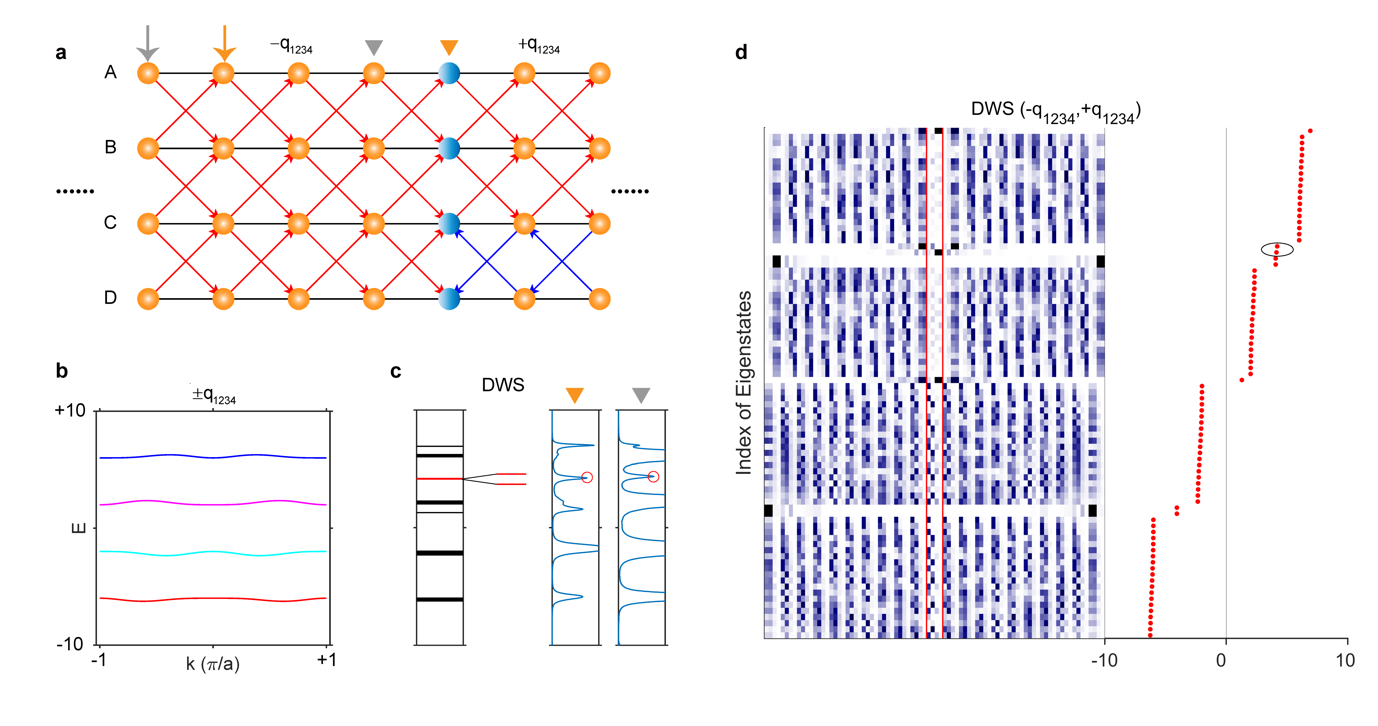 a
−q1234
+q1234
A
B
C
D
......
......
b
±q1234
+10
E
-10
-1
k (π/a)
+1
c
DWS
d
DWS (-q1234,+q1234)
Index of Eigenstates
-10
0
10